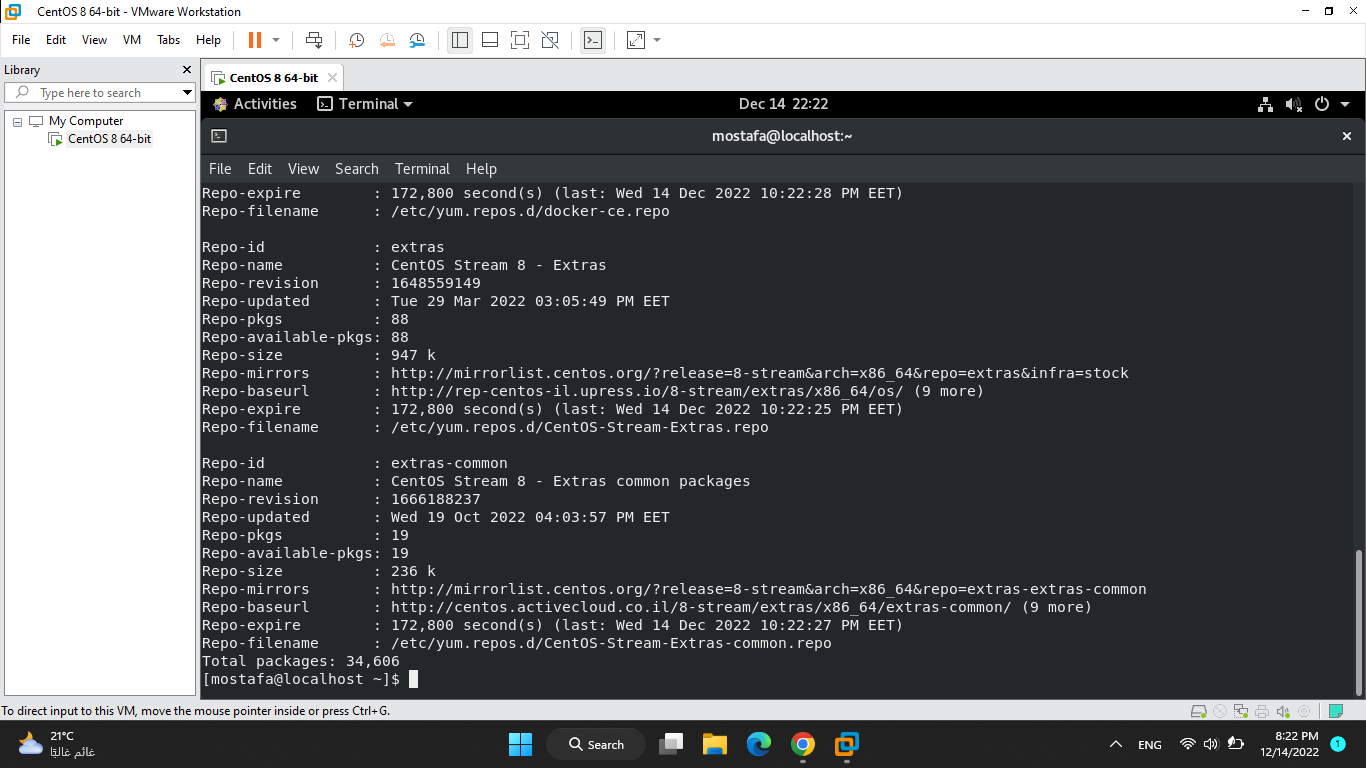 CentOS 8 64-bit - VMware Workstation
File Edit View VM Tabs Help
Library
Type here to search
My Computer
CentOS 8 64-bit
CentOS 8 64-bit
Activities Terminal Dec 14 22:22
mostafa@localhost:~
File Edit View Search Terminal Help
Repo-expire : 172,800 second(s) (last: Wed 14 Dec 2022 10:22:28 PM EET)
Repo-filename : /etc/yum.repos.d/docker-ce.repo
Repo-id : extras
Repo-name : CentOS Stream 8 - Extras
Repo-revision : 1648559149
Repo-updated : Tue 29 Mar 2022 03:05:49 PM EET
Repo-pkgs : 88
Repo-available-pkgs: 88
Repo-size : 947 k
Repo-mirrors : http://mirrorlist.centos.org/?release=8-stream&arch=x86_64&repo=extras&infra=stock
Repo-baseurl : http://rep-centos-il.upress.io/8-stream/extras/x86_64/os/ (9 more)
Repo-expire : 172,800 second(s) (last: Wed 14 Dec 2022 10:22:25 PM EET)
Repo-filename : /etc/yum.repos.d/CentOS-Stream-Extras.repo
Repo-id : extras-common
Repo-name : CentOS Stream 8 - Extras common packages
Repo-revision : 1666188237
Repo-updated : Wed 19 Oct 2022 04:03:57 PM EET
Repo-pkgs : 19
Repo-available-pkgs: 19
Repo-size : 236 k
Repo-mirrors : http://mirrorlist.centos.org/?release=8-stream&arch=x86_64&repo=extras-extras-common
Repo-baseurl : http://centos.activecloud.co.il/8-stream/extras/x86_64/extras-common/ (9 more)
Repo-expire : 172,800 second(s) (last: Wed 14 Dec 2022 10:22:27 PM EET)
Repo-filename : /etc/yum.repos.d/CentOS-Stream-Extras-common.repo
Total packages: 34,606
[mostafa@localhost ~]$
To direct input to this VM, move the mouse pointer inside or press Ctrl+G.
21°C
غائم غالبًا
Search
ENG
8:22 PM
12/14/2022
1